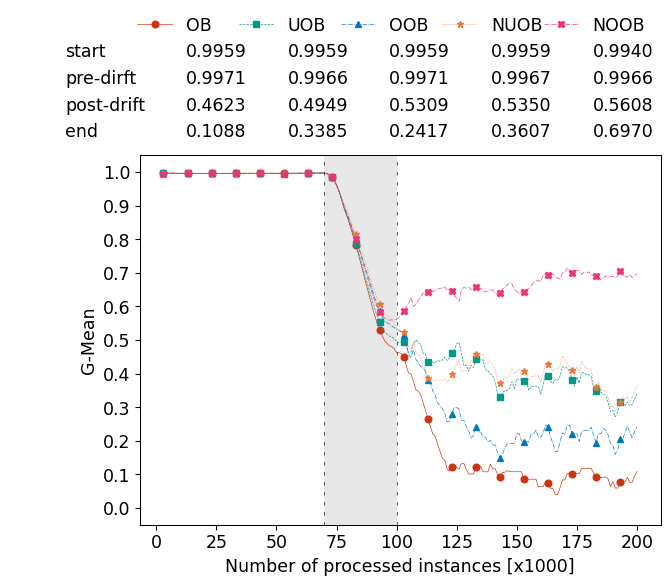 OB UOB OOB NUOB NOOB
start 0.9959 0.9959 0.9959 0.9959 0.9940
pre-dirft 0.9971 0.9966 0.9971 0.9967 0.9966
post-drift 0.4623 0.4949 0.5309 0.5350 0.5608
end 0.1088 0.3385 0.2417 0.3607 0.6970
1.0
0.9
0.8
0.7
0.6
0.5
0.4
0.3
0.2
0.1
0.0
G-Mean
0 25 50 75 100 125 150 175 200
Number of processed instances [x1000]